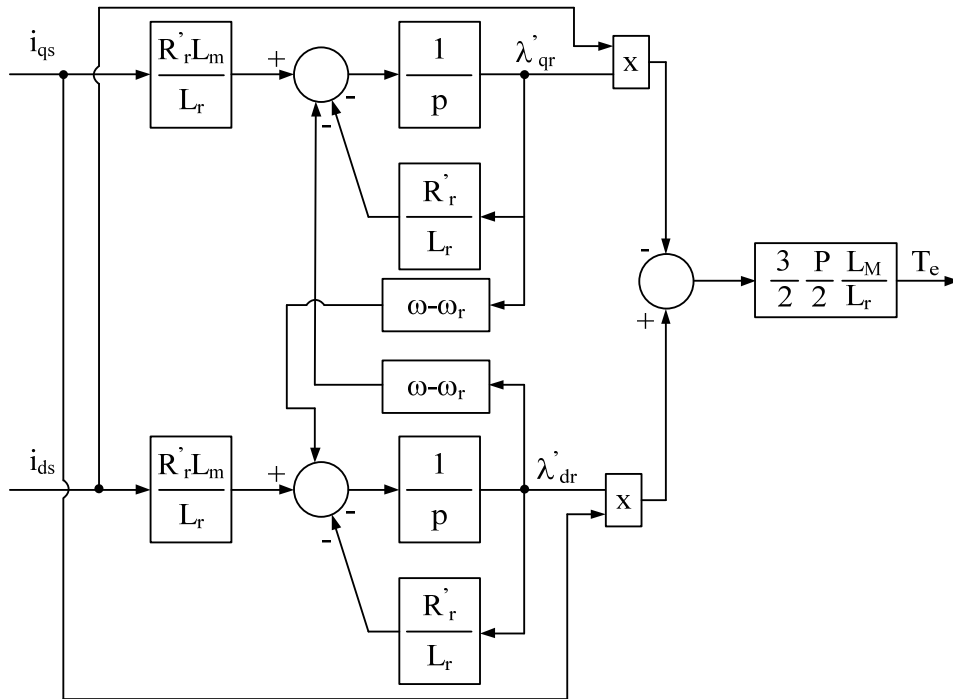 i_qs
R'_r L_m
L_r
+
-
-
1
p
λ'_qr
x
R'_r
L_r
ω-ω_r
-
+
3 P L_M
2 2 L_r
T_e
ω-ω_r
i_ds
R'_r L_m
L_r
+
-
1
p
λ'_dr
x
R'_r
L_r